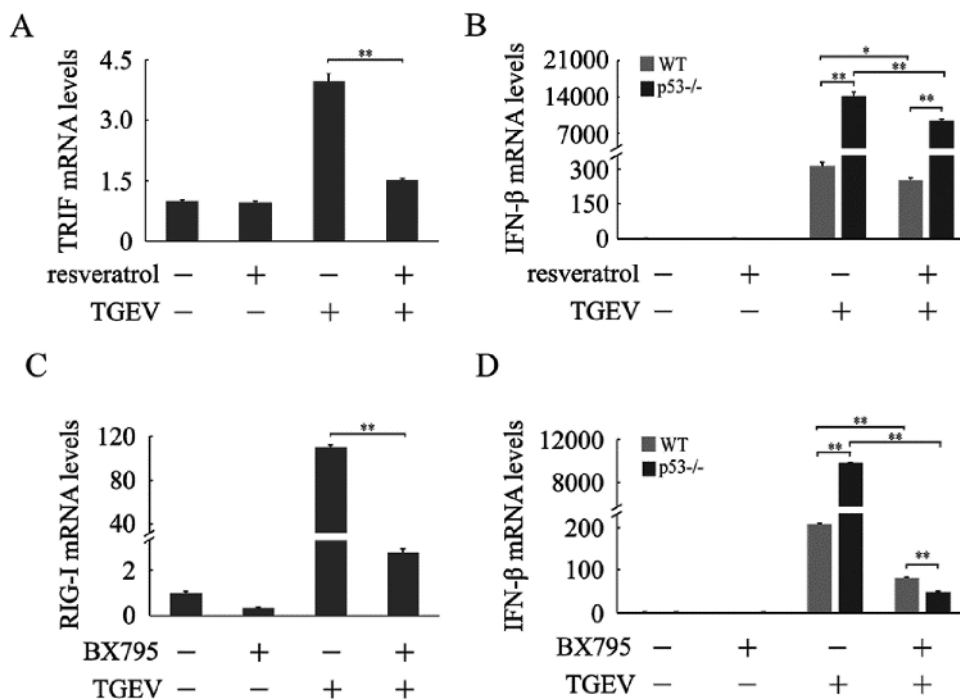 A
TRIF mRNA levels
4.5
3.0
1.5
0
**
resveratrol − + − +
TGEV − − + +
B
IFN-β mRNA levels
21000
14000
7000
300
150
0
WT
p53-/-
*
** **
**
resveratrol − + − +
TGEV − − + +
C
RIG-I mRNA levels
120
80
40
2
0
**
BX795 − + − +
TGEV − − + +
D
IFN-β mRNA levels
12000
8000
200
100
0
WT
p53-/-
**
** **
**
BX795 − + − +
TGEV − − + +